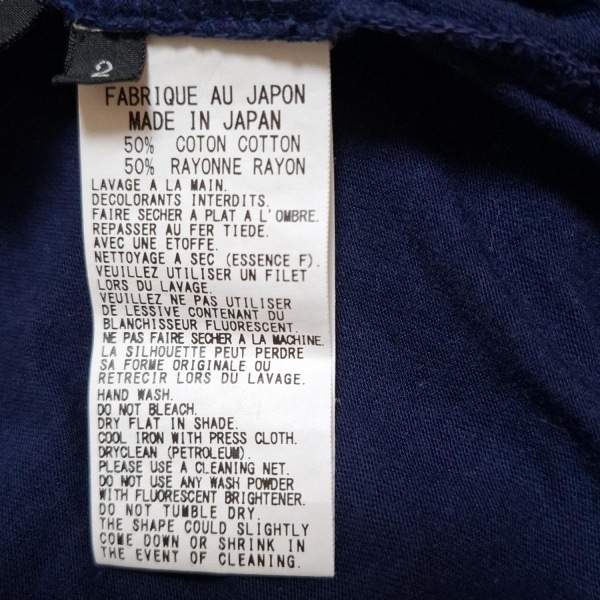 2
FABRIQUE AU JAPON
MADE IN JAPAN
50% COTON COTTON
50% RAYONNE RAYON
LAVAGE A LA MAIN.
DECOLORANTS INTERDITS.
FAIRE SECHER A PLAT A L'OMBRE.
REPASSER AU FER TIEDE.
AVEC UNE ETOFFE.
NETTOYAGE A SEC (ESSENCE F).
VEUILLEZ UTILISER UN FILET
LORS DU LAVAGE.
VEUILLEZ NE PAS UTILISER
DE LESSIVE CONTENANT DU
BLANCHISSEUR FLUORESCENT.
NE PAS FAIRE SECHER A LA MACHINE.
LA SILHOUETTE PEUT PERDRE
SA FORME ORIGINALE OU
RETRECIR LORS DU LAVAGE.
HAND WASH.
DO NOT BLEACH.
DRY FLAT IN SHADE.
COOL IRON WITH PRESS CLOTH.
DRYCLEAN (PETROLEUM).
PLEASE USE A CLEANING NET.
DO NOT USE ANY WASH POWDER
WITH FLUORESCENT BRIGHTENER.
DO NOT TUMBLE DRY.
THE SHAPE COULD SLIGHTLY
COME DOWN OR SHRINK IN
THE EVENT OF CLEANING.